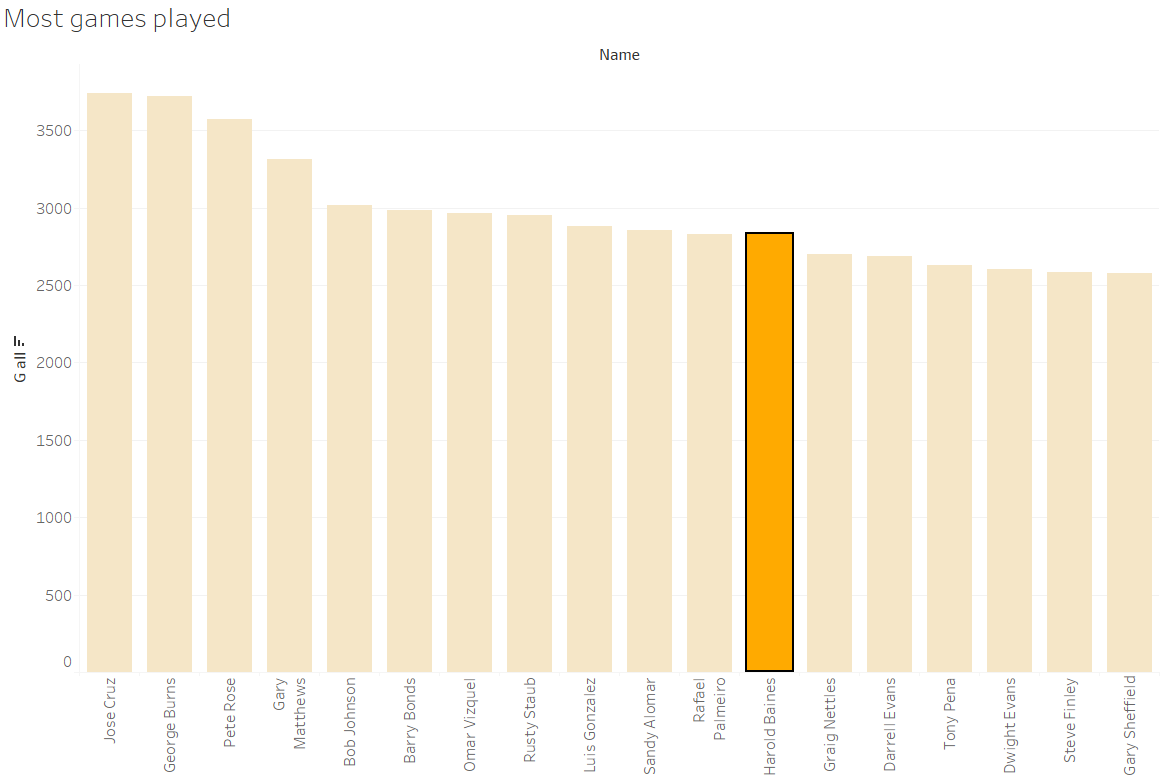 Most games played
Name
G all
3500
3000
2500
2000
1500
1000
500
0
Jose Cruz
George Burns
Pete Rose
Gary
Matthews
Bob Johnson
Barry Bonds
Omar Vizquel
Rusty Staub
Luis Gonzalez
Sandy Alomar
Rafael
Palmeiro
Harold Baines
Graig Nettles
Darrell Evans
Tony Pena
Dwight Evans
Steve Finley
Gary Sheffield